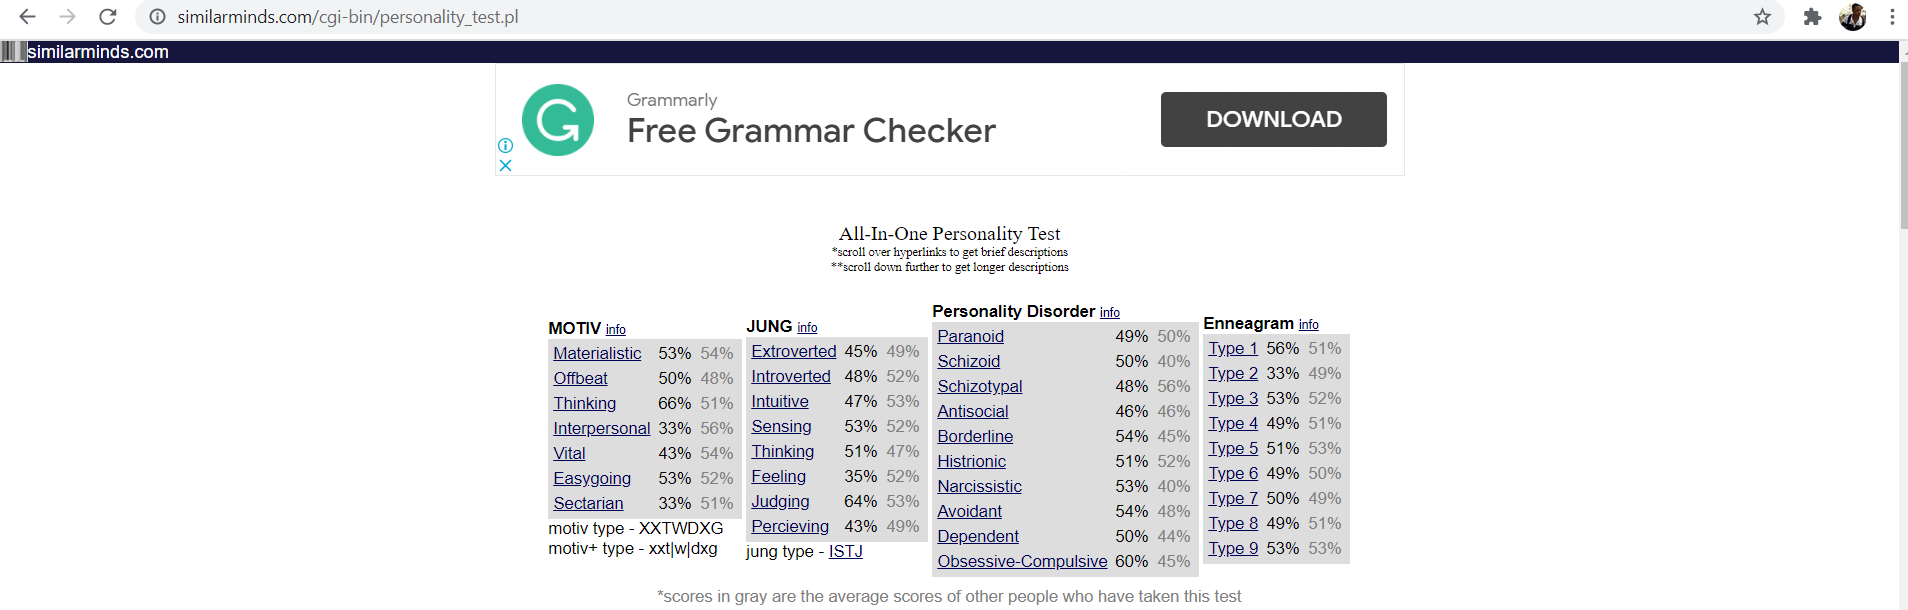 similarminds.com/cgi-bin/personality_test.pl
similarminds.com
Grammarly
Free Grammar Checker
DOWNLOAD
All-In-One Personality Test
*scroll over hyperlinks to get brief descriptions
**scroll down further to get longer descriptions
MOTIV info
Materialistic 53% 54%
Offbeat 50% 48%
Thinking 66% 51%
Interpersonal 33% 56%
Vital 43% 54%
Easygoing 53% 52%
Sectarian 33% 51%
motiv type - XXTWDXG
motiv+ type - xxt|w|dxg
JUNG info
Extroverted 45% 49%
Introverted 48% 52%
Intuitive 47% 53%
Sensing 53% 52%
Thinking 51% 47%
Feeling 35% 52%
Judging 64% 53%
Percieving 43% 49%
jung type - ISTJ
Personality Disorder info
Paranoid 49% 50%
Schizoid 50% 40%
Schizotypal 48% 56%
Antisocial 46% 46%
Borderline 54% 45%
Histrionic 51% 52%
Narcissistic 53% 40%
Avoidant 54% 48%
Dependent 50% 44%
Obsessive-Compulsive 60% 45%
Enneagram info
Type 1 56% 51%
Type 2 33% 49%
Type 3 53% 52%
Type 4 49% 51%
Type 5 51% 53%
Type 6 49% 50%
Type 7 50% 49%
Type 8 49% 51%
Type 9 53% 53%
*scores in gray are the average scores of other people who have taken this test